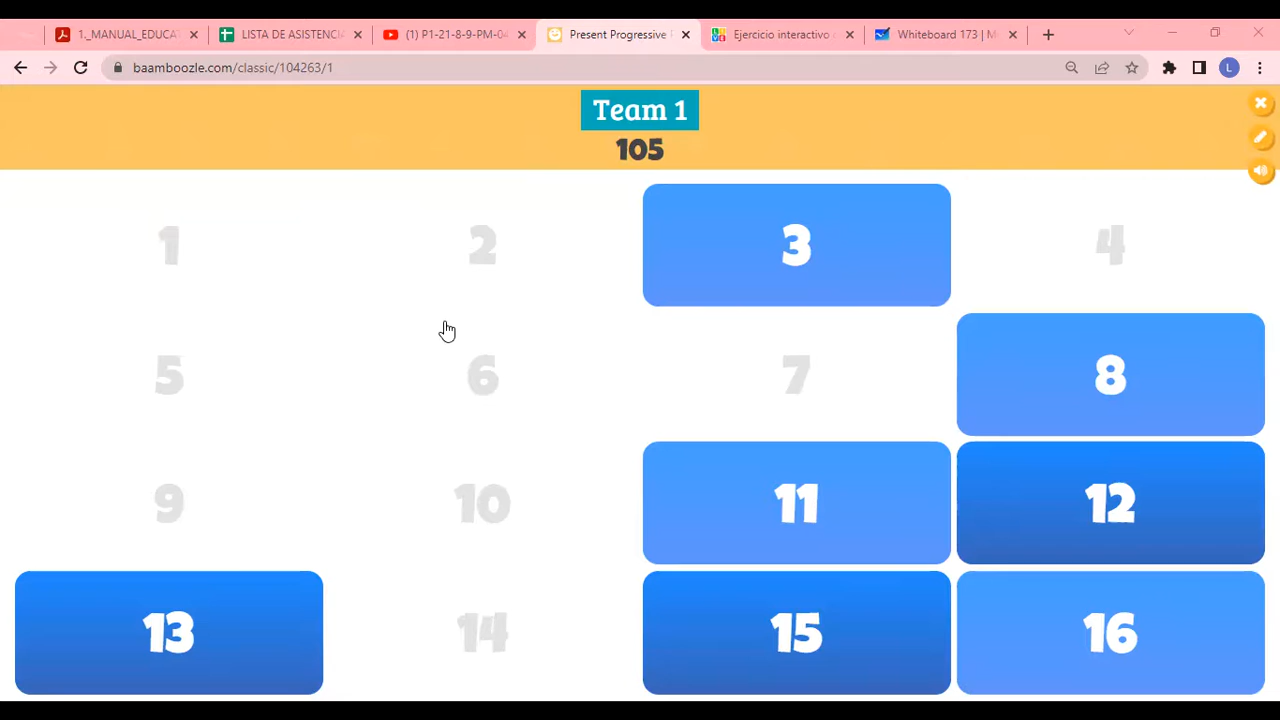 1._MANUAL_EDUCA
LISTA DE ASISTENCIA
(1) P1-21-8-9-PM-04
Present Progressive
Ejercicio interactivo
Whiteboard 173 | M
baamboozle.com/classic/104263/1
L
Team 1
105
1
2
3
4
5
6
7
8
9
10
11
12
13
14
15
16